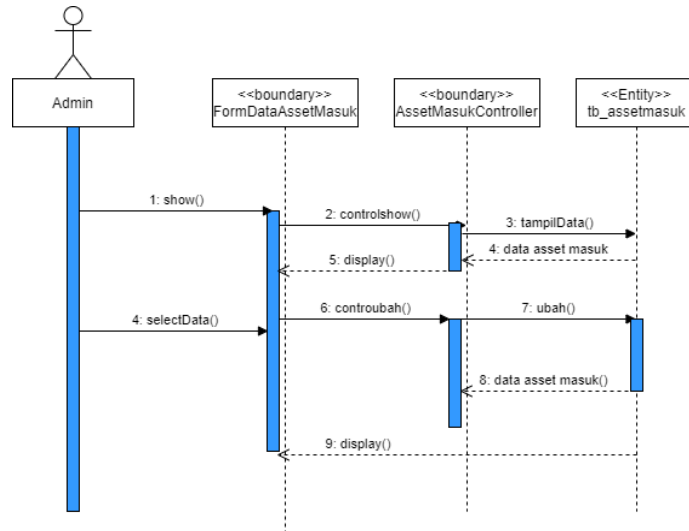 Admin
<<boundary>>
FormDataAssetMasuk
<<boundary>>
AssetMasukController
<<Entity>>
tb_assetmasuk
1: show()
2: controlshow()
3: tampilData()
4: data asset masuk
5: display()
4: selectData()
6: controubah()
7: ubah()
8: data asset masuk()
9: display()